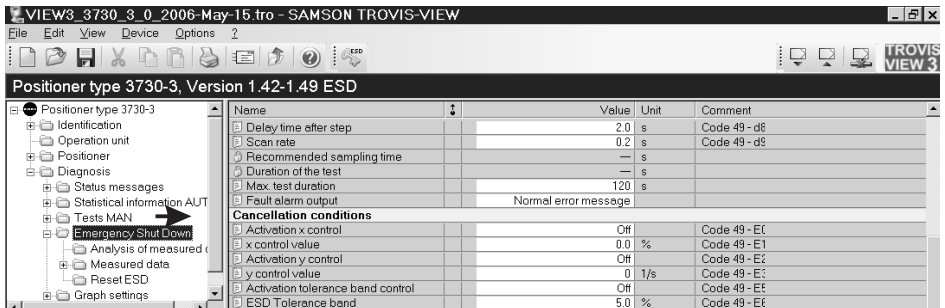 VIEW3_3730_3_0_2006-May-15.tro - SAMSON TROVIS-VIEW
File Edit View Device Options ?
ESD
TROVIS
VIEW 3
Positioner type 3730-3, Version 1.42-1.49 ESD
Positioner type 3730-3
Identification
Operation unit
Positioner
Diagnosis
Status messages
Statistical information AUT
Tests MAN
Emergency Shut Down
Analysis of measured
Measured data
Reset ESD
Graph settings
Name Value Unit Comment
Delay time after step 2.0 s Code 49 - d8
Scan rate 0.2 s Code 49 - d9
Recommended sampling time — s
Duration of the test — s
Max. test duration 120 s
Fault alarm output Normal error message
Cancellation conditions
Activation x control Off Code 49 - E0
x control value 0.0 % Code 49 - E1
Activation y control Off Code 49 - E2
y control value 0 1/s Code 49 - E3
Activation tolerance band control Off Code 49 - E5
ESD Tolerance band 5.0 % Code 49 - E6